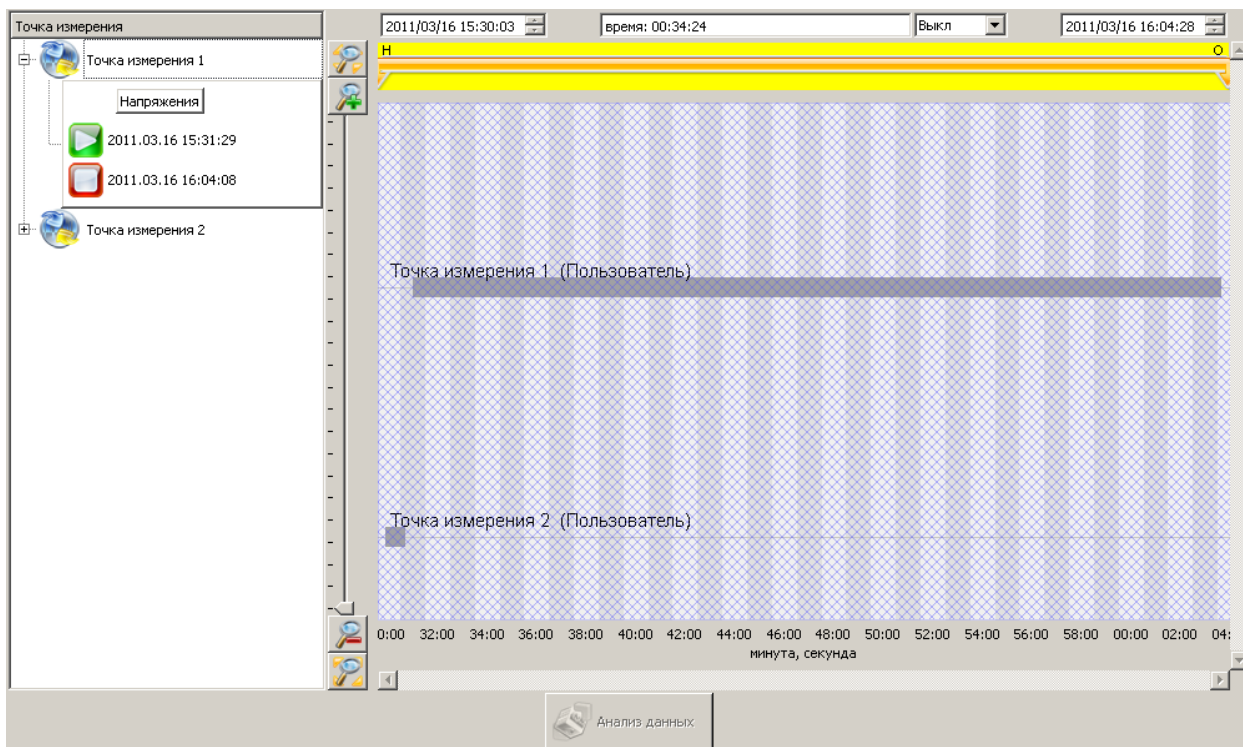 Точка измерения
2011/03/16 15:30:03
время: 00:34:24
Выкл
2011/03/16 16:04:28
Н
О
Точка измерения 1
Напряжения
2011.03.16 15:31:29
2011.03.16 16:04:08
Точка измерения 2
Точка измерения 1 (Пользователь)
Точка измерения 2 (Пользователь)
0:00 32:00 34:00 36:00 38:00 40:00 42:00 44:00 46:00 48:00 50:00 52:00 54:00 56:00 58:00 00:00 02:00 04:
минута, секунда
Анализ данных